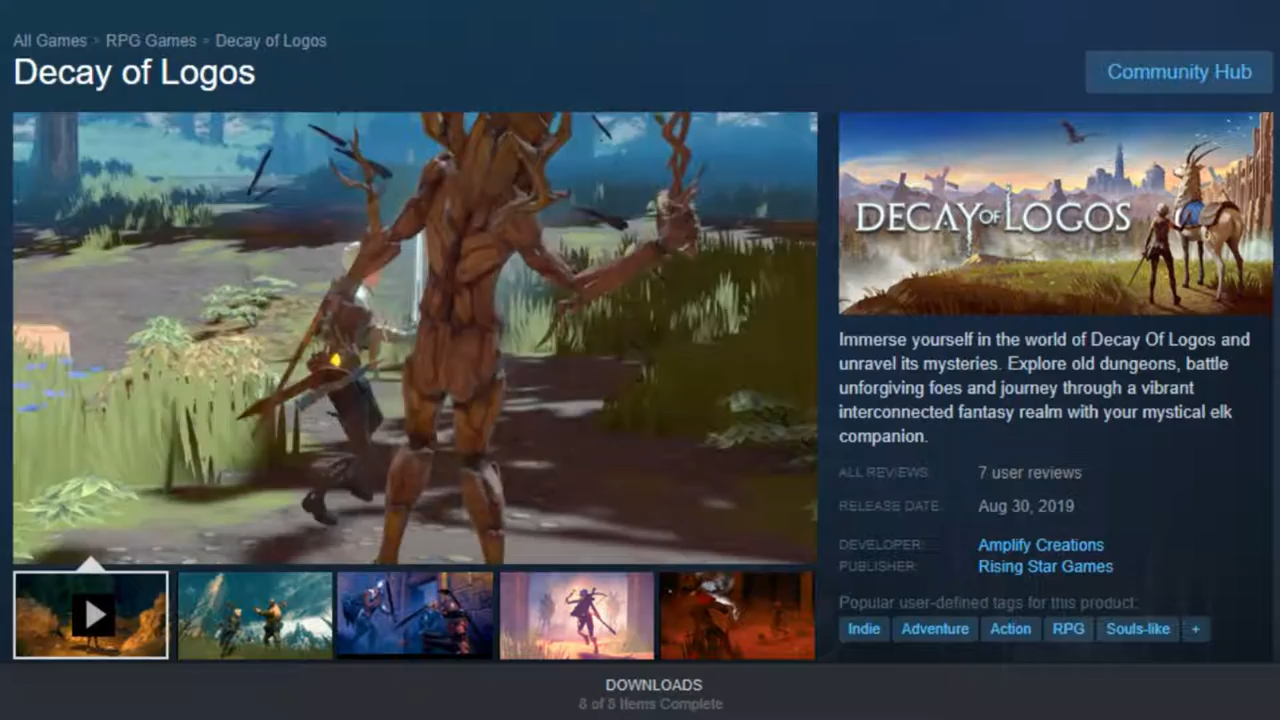 All Games > RPG Games > Decay of Logos
Decay of Logos
Community Hub
DECAY OF LOGOS
Immerse yourself in the world of Decay Of Logos and
unravel its mysteries. Explore old dungeons, battle
unforgiving foes and journey through a vibrant
interconnected fantasy realm with your mystical elk
companion.
ALL REVIEWS: 7 user reviews
RELEASE DATE: Aug 30, 2019
DEVELOPER: Amplify Creations
PUBLISHER: Rising Star Games
Popular user-defined tags for this product:
Indie Adventure Action RPG Souls-like +
DOWNLOADS
8 of 8 Items Complete